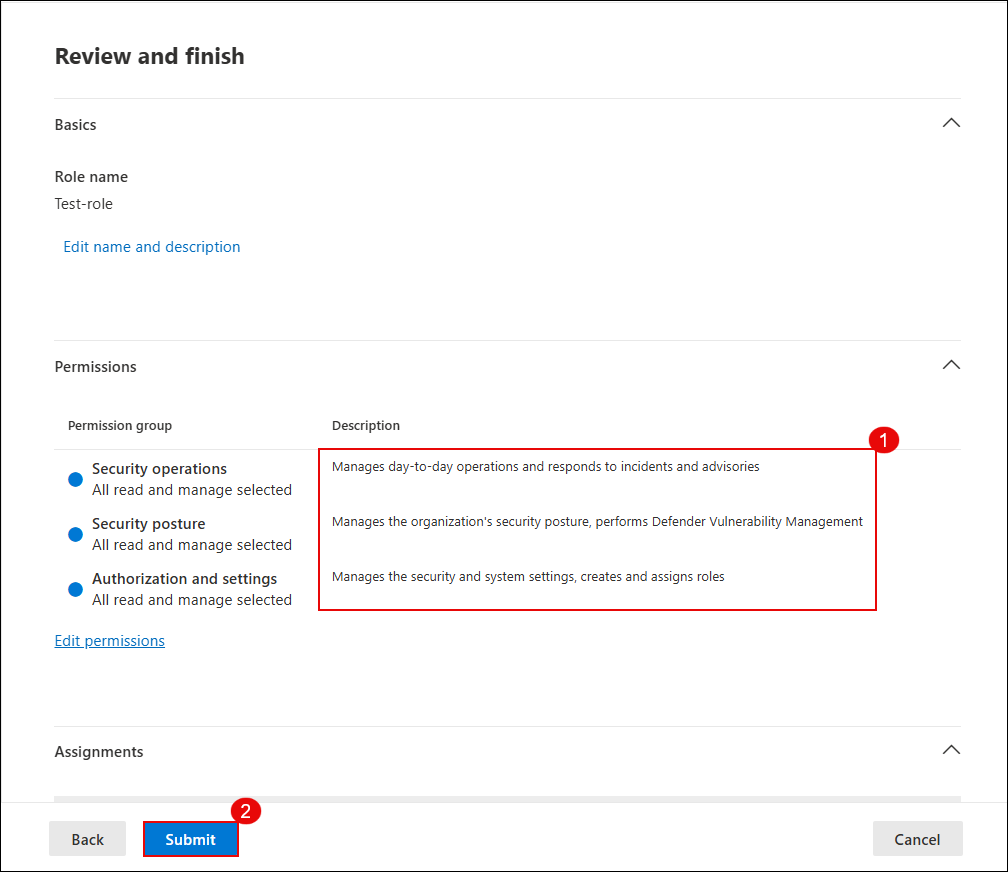 Review and finish
Basics
Role name
Test-role
Edit name and description
Permissions
Permission group
Description
1
Security operations
Manages day-to-day operations and responds to incidents and advisories
All read and manage selected
Security posture
Manages the organization's security posture, performs Defender Vulnerability Management
All read and manage selected
Authorization and settings
Manages the security and system settings, creates and assigns roles
All read and manage selected
Edit permissions
Assignments
2
Back
Submit
Cancel